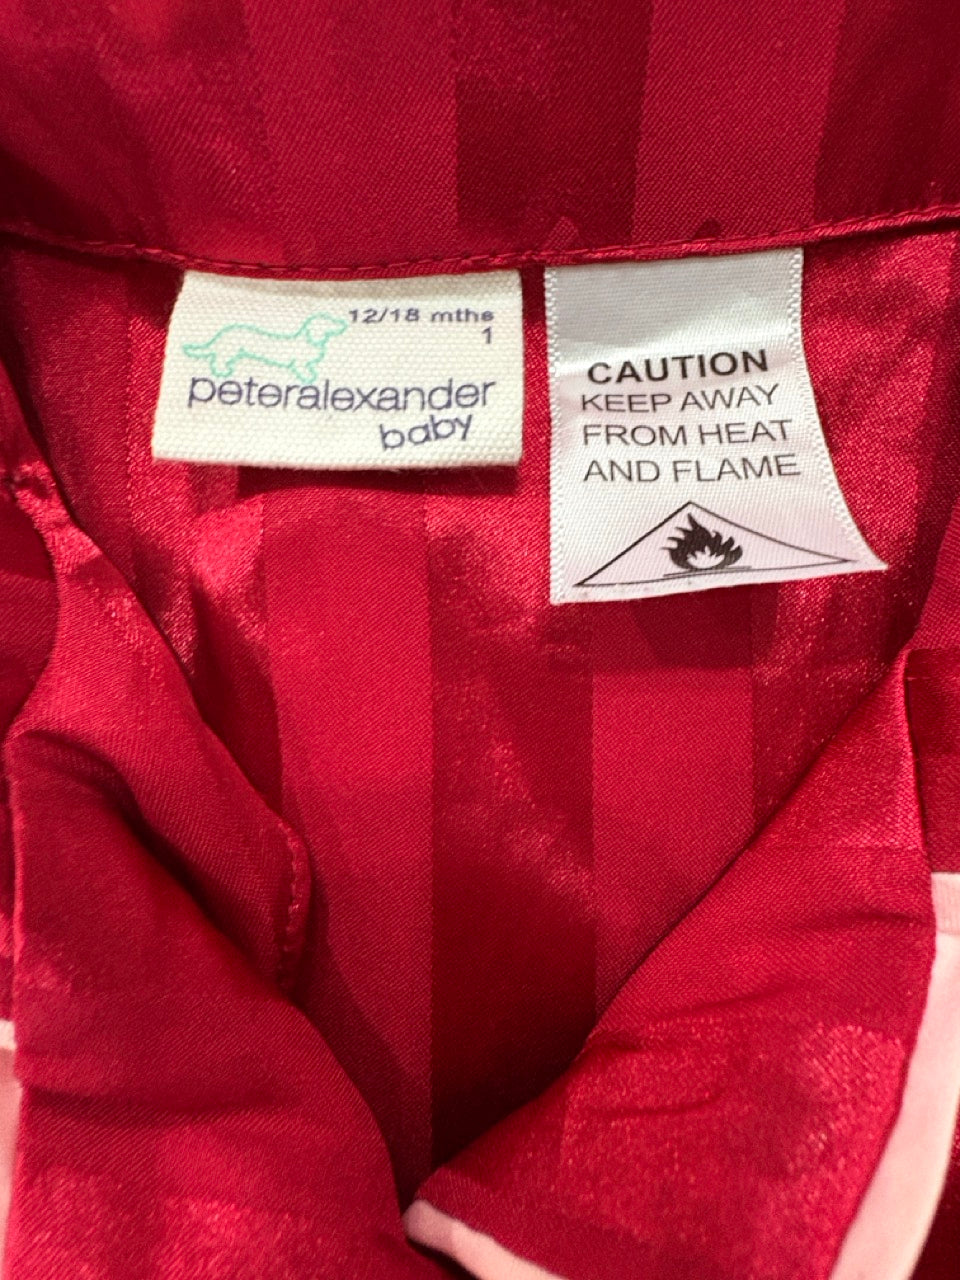 12/18 mths
1
peteralexander
baby
CAUTION
KEEP AWAY
FROM HEAT
AND FLAME